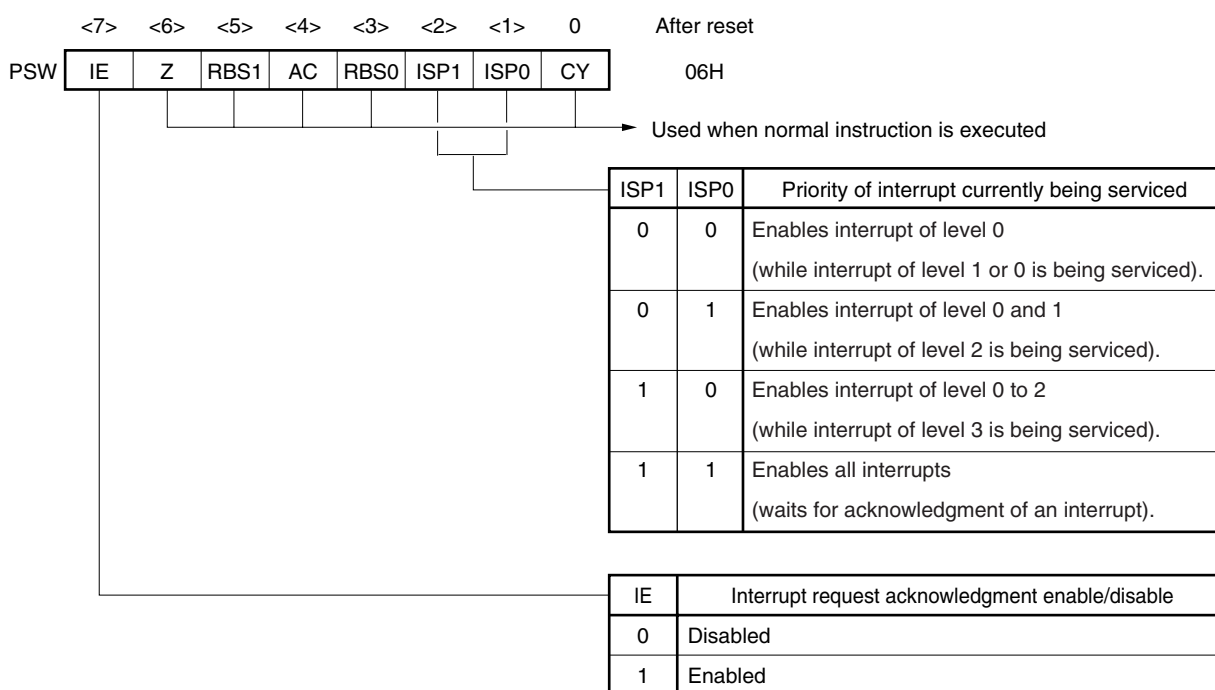 <7> <6> <5> <4> <3> <2> <1> 0 After reset
PSW IE Z RBS1 AC RBS0 ISP1 ISP0 CY 06H
Used when normal instruction is executed
ISP1 ISP0 Priority of interrupt currently being serviced
0 0 Enables interrupt of level 0
(while interrupt of level 1 or 0 is being serviced).
0 1 Enables interrupt of level 0 and 1
(while interrupt of level 2 is being serviced).
1 0 Enables interrupt of level 0 to 2
(while interrupt of level 3 is being serviced).
1 1 Enables all interrupts
(waits for acknowledgment of an interrupt).
IE Interrupt request acknowledgment enable/disable
0 Disabled
1 Enabled